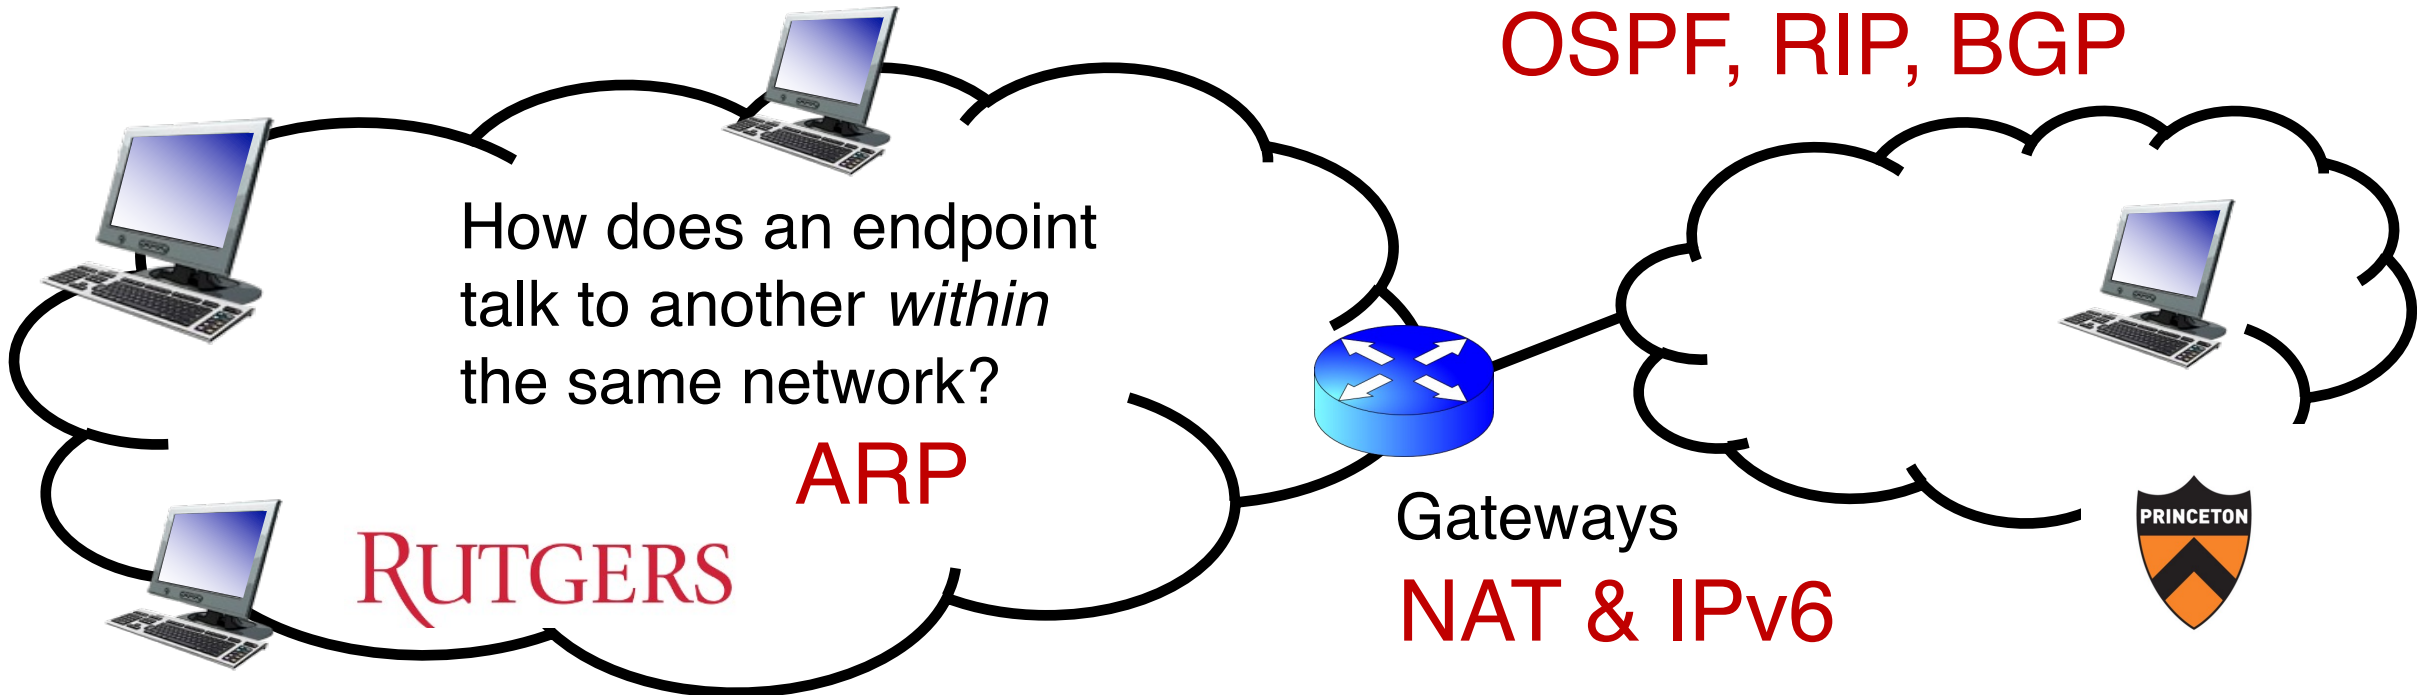 OSPF, RIP, BGP
How does an endpoint
talk to another within
the same network?
ARP
RUTGERS
Gateways
NAT & IPv6
PRINCETON